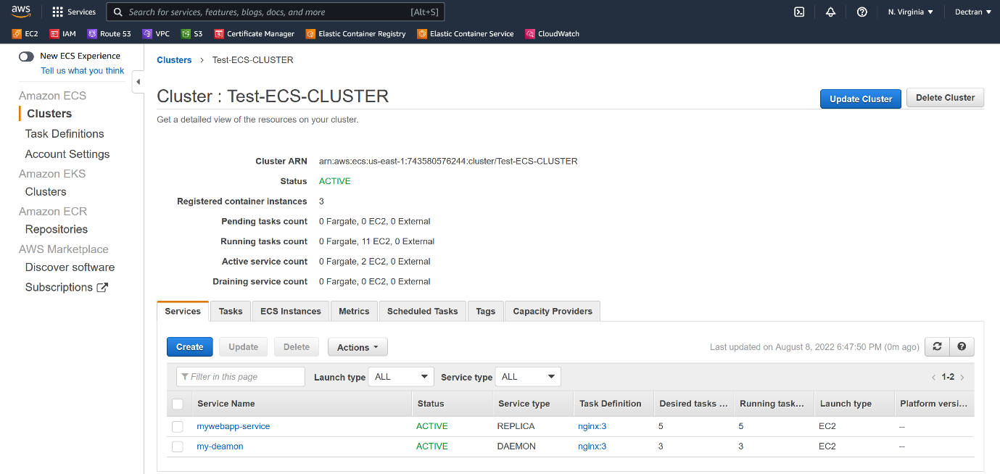 aws Services Search for services, features, blogs, docs, and more [Alt+S] N. Virginia Dectran
EC2 IAM Route 53 VPC S3 Certificate Manager Elastic Container Registry Elastic Container Service CloudWatch
New ECS Experience
Tell us what you think
Amazon ECS
Clusters
Task Definitions
Account Settings
Amazon EKS
Clusters
Amazon ECR
Repositories
AWS Marketplace
Discover software
Subscriptions
Clusters > Test-ECS-CLUSTER
Cluster : Test-ECS-CLUSTER
Update Cluster Delete Cluster
Get a detailed view of the resources on your cluster.
Cluster ARN arn:aws:ecs:us-east-1:743580576244:cluster/Test-ECS-CLUSTER
Status ACTIVE
Registered container instances 3
Pending tasks count 0 Fargate, 0 EC2, 0 External
Running tasks count 0 Fargate, 11 EC2, 0 External
Active service count 0 Fargate, 2 EC2, 0 External
Draining service count 0 Fargate, 0 EC2, 0 External
Services Tasks ECS Instances Metrics Scheduled Tasks Tags Capacity Providers
Create Update Delete Actions Last updated on August 8, 2022 6:47:50 PM (0m ago)
Filter in this page Launch type ALL Service type ALL < 1-2 >
Service Name Status Service type Task Definition Desired tasks ... Running task... Launch type Platform versi...
mywebapp-service ACTIVE REPLICA nginx:3 5 5 EC2 --
my-deamon ACTIVE DAEMON nginx:3 3 3 EC2 --